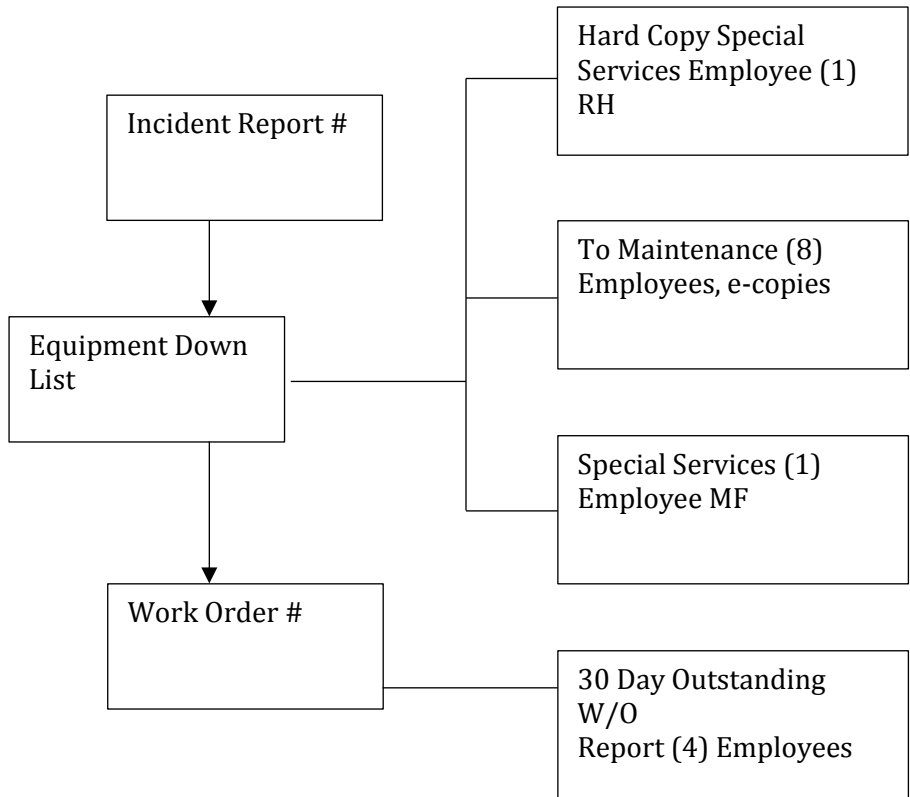 Hard Copy Special
Services Employee (1)
RH
Incident Report #
To Maintenance (8)
Employees, e-copies
Equipment Down
List
Special Services (1)
Employee MF
Work Order #
30 Day Outstanding
W/O
Report (4) Employees